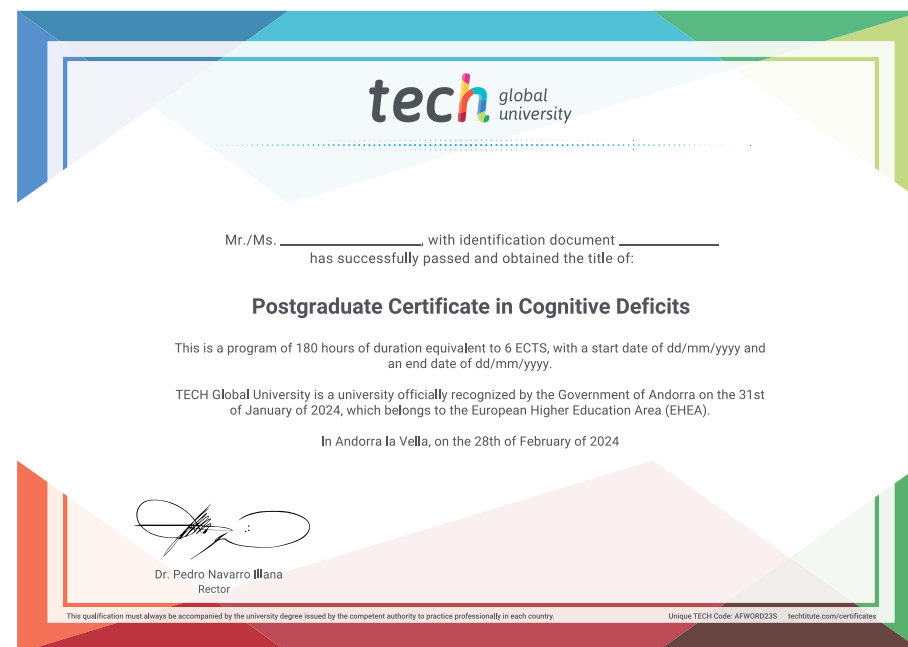 tech global
university
Mr./Ms. ____________________, with identification document ______________
has successfully passed and obtained the title of:
Postgraduate Certificate in Cognitive Deficits
This is a program of 180 hours of duration equivalent to 6 ECTS, with a start date of dd/mm/yyyy and
an end date of dd/mm/yyyy.
TECH Global University is a university officially recognized by the Government of Andorra on the 31st
of January of 2024, which belongs to the European Higher Education Area (EHEA).
In Andorra la Vella, on the 28th of February of 2024
Dr. Pedro Navarro Illana
Rector
This qualification must always be accompanied by the university degree issued by the competent authority to practice professionally in each country.
Unique TECH Code: AFWORD23S techtitute.com/certificates